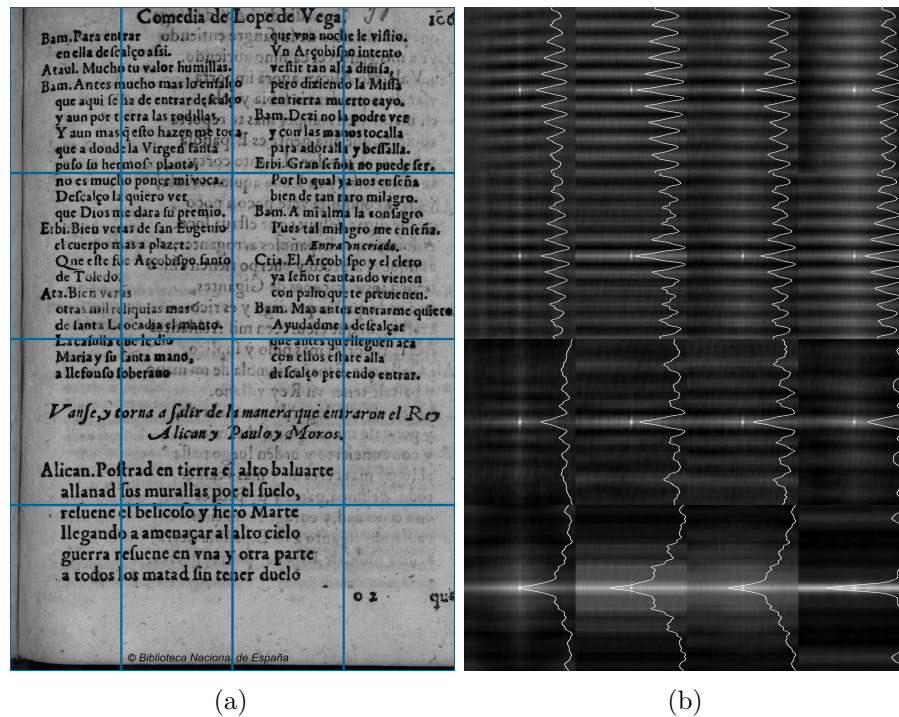 Comedia de Lope de Vega.
Bam. Para entrar
en ella descalço assi.
Ataul. Mucho tu valor humillas.
Bam. Antes mucho mas lo ensalço
que aqui se ha de entrar descalço
y aun por tierra las rodillas,
Y aun mas q̃ esto hazer me toca
que a donde la Virgen santa
puso su hermosa planta,
no es mucho poner mi voca.
Descalço la quiero ver
que Dios me dara su premio.
Erbi. Bien veras de san Eugenio
el cuerpo mas a plazer.
Que este fue Arçobispo santo
de Toledo.
Ata. Bien veras
otras mil reliquias mas
de santa Leocadia el manto.
La casulla que le dio
Maria y su santa mano,
a Ilefonso soberano
que vna noche le vistio.
Vn Arçobispo intento
vestir tan alta diuisa,
pero diziendo la Missa
en tierra muerto cayo.
Bam. Dezi no la podre ver
y con las manos tocalla
para adoralla y bessalla.
Erbi. Gran señor no puede ser.
Por lo qual ya nos enseña
bien de tan raro milagro.
Bam. A mi alma la consagro
Pues tal milagro me enseña.
Entra vn criado.
Cria. El Arçobispo y el clero
ya señor cantando vienen
con palio que te preuienen.
Bam. Mas antes entrarme quiero
Ayudadme a descalçar
que antes que lleguen aca
con ellos estare alla
descalço pretendo entrar.
Vanse, y torna a salir de la manera que entraron el Rey
Alican y Paulo y Moros.
Alican. Postrad en tierra el alto baluarte
allanad sus murallas por el suelo,
resuene el belicoso y fiero Marte
llegando a amenaçar al alto cielo
guerra resuene en vna y otra parte
a todos los matad sin tener duelo
O 2
que
© Biblioteca Nacional de España
(a)
(b)